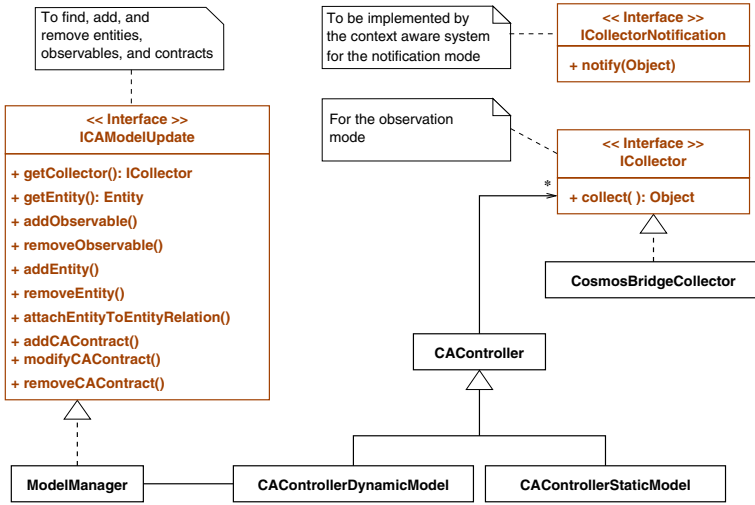 To find, add, and
remove entities,
observables, and contracts
To be implemented by
the context aware system
for the notification mode
<< Interface >>
ICollectorNotification
+ notify(Object)
<< Interface >>
ICAModelUpdate
+ getCollector(): ICollector
+ getEntity(): Entity
+ addObservable()
+ removeObservable()
+ addEntity()
+ removeEntity()
+ attachEntityToEntityRelation()
+ addCAContract()
+ modifyCAContract()
+ removeCAContract()
For the observation
mode
<< Interface >>
ICollector
+ collect( ): Object
*
CosmosBridgeCollector
CAController
ModelManager
CAControllerDynamicModel
CAControllerStaticModel